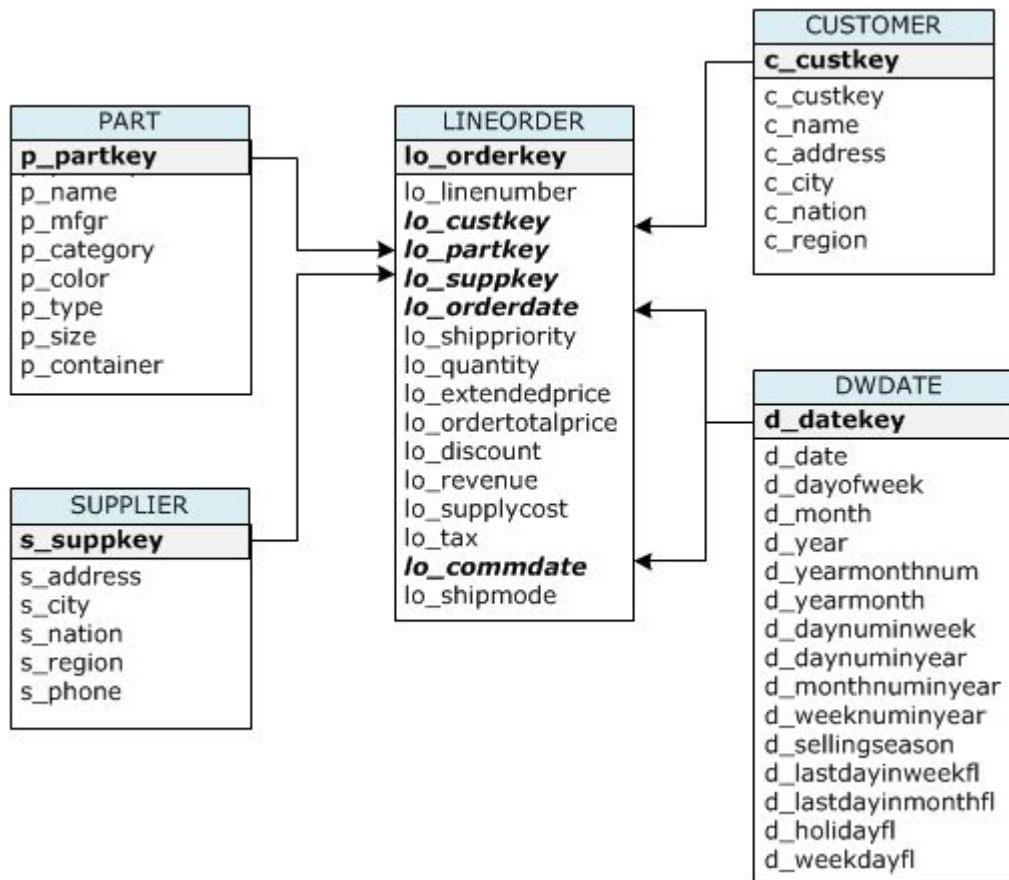 PART
p_partkey
p_name
p_mfgr
p_category
p_color
p_type
p_size
p_container
SUPPLIER
s_suppkey
s_address
s_city
s_nation
s_region
s_phone
LINEORDER
lo_orderkey
lo_linenumber
lo_custkey
lo_partkey
lo_suppkey
lo_orderdate
lo_shippriority
lo_quantity
lo_extendedprice
lo_ordertotalprice
lo_discount
lo_revenue
lo_supplycost
lo_tax
lo_commdate
lo_shipmode
CUSTOMER
c_custkey
c_custkey
c_name
c_address
c_city
c_nation
c_region
DWDATE
d_datekey
d_date
d_dayofweek
d_month
d_year
d_yearmonthnum
d_yearmonth
d_daynuminweek
d_daynuminyear
d_monthnuminyear
d_weeknuminyear
d_sellingseason
d_lastdayinweekfl
d_lastdayinmonthfl
d_holidayfl
d_weekdayfl